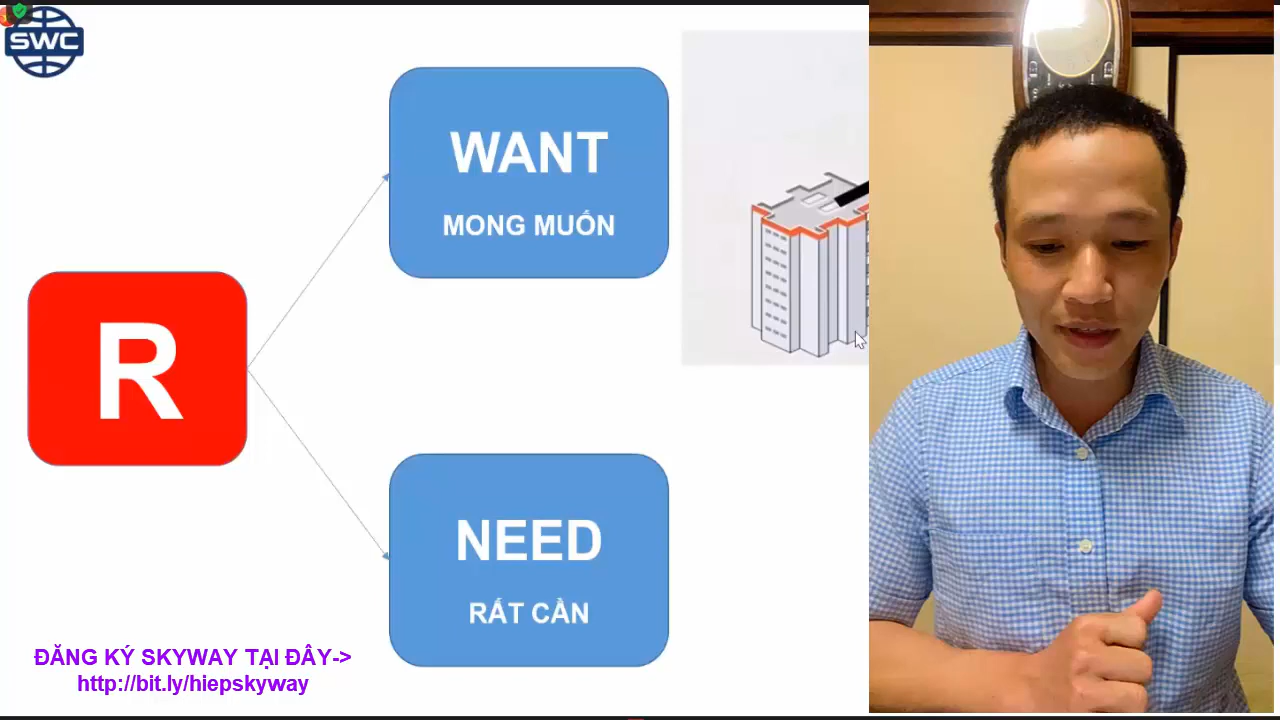 SWC
WANT
MONG MUỐN
R
NEED
RẤT CẦN
ĐĂNG KÝ SKYWAY TẠI ĐÂY->
http://bit.ly/hiepskyway